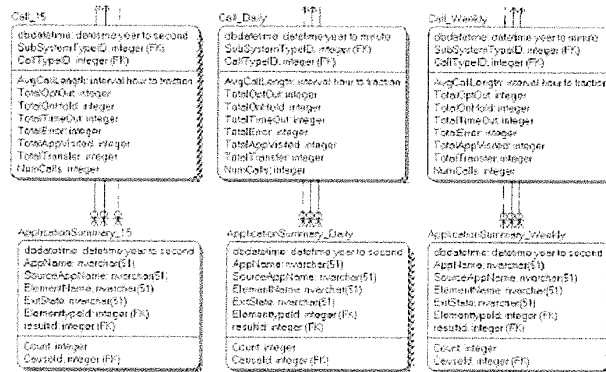 Call_15
dbdatetime: datetime year to second
SubSystemTypeID: integer (FK)
CallTypeID: integer (FK)
AvgCallLength: interval hour to fraction
TotalOptOut: integer
TotalOnHold: integer
TotalTimeOut: integer
TotalError: integer
TotalAppVisited: integer
TotalTransfer: integer
NumCalls: integer
Call_Daily
dbdatetime: datetime year to minute
SubSystemTypeID: integer (FK)
CallTypeID: integer (FK)
AvgCallLength: interval hour to fraction
TotalOptOut: integer
TotalOnHold: integer
TotalTimeOut: integer
TotalError: integer
TotalAppVisited: integer
TotalTransfer: integer
NumCalls: integer
Call_Weekly
dbdatetime: datetime year to minute
SubSystemTypeID: integer (FK)
CallTypeID: integer (FK)
AvgCallLength: interval hour to fraction
TotalOptOut: integer
TotalOnHold: integer
TotalTimeOut: integer
TotalError: integer
TotalAppVisited: integer
TotalTransfer: integer
NumCalls: integer
ApplicationSummary_15
dbdatetime: datetime year to second
AppName: nvarchar(51)
SourceAppName: nvarchar(51)
ElementName: nvarchar(51)
ExitState: nvarchar(51)
ElementtypeId: integer (FK)
resultid: integer (FK)
Count: integer
CauseId: integer (FK)
ApplicationSummary_Daily
dbdatetime: datetime year to second
AppName: nvarchar(51)
SourceAppName: nvarchar(51)
ElementName: nvarchar(51)
ExitState: nvarchar(51)
ElementtypeId: integer (FK)
resultid: integer (FK)
Count: integer
CauseId: integer (FK)
ApplicationSummary_Weekly
dbdatetime: datetime year to second
AppName: nvarchar(51)
SourceAppName: nvarchar(51)
ElementName: nvarchar(51)
ExitState: nvarchar(51)
ElementtypeId: integer (FK)
resultid: integer (FK)
Count: integer
CauseId: integer (FK)